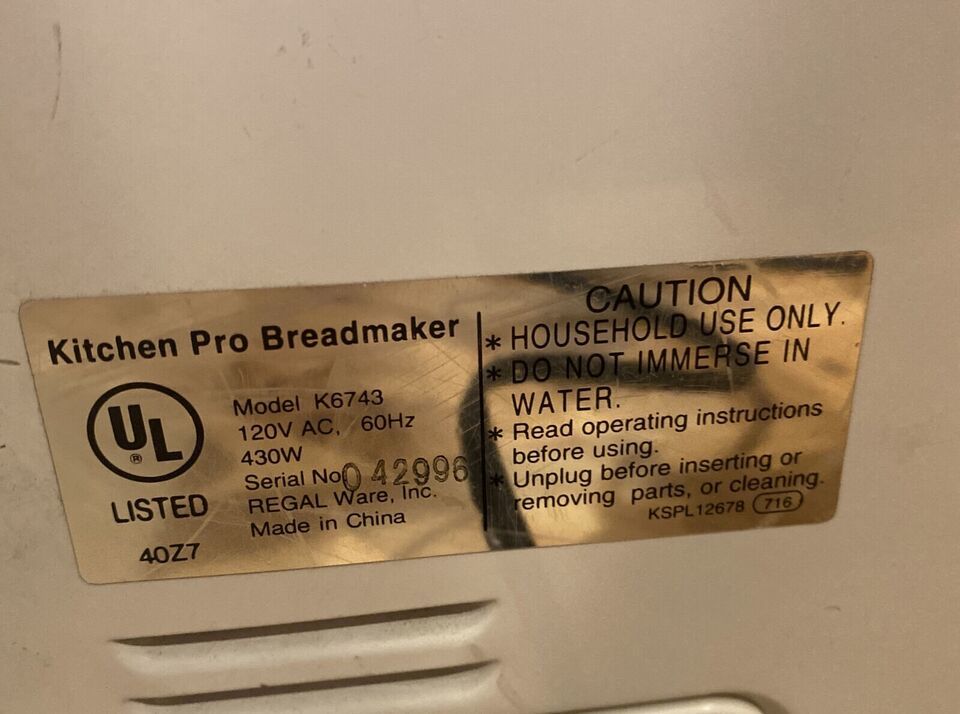 Kitchen Pro Breadmaker
UL
®
LISTED
40Z7
Model K6743
120V AC, 60Hz
430W
Serial No 042996
REGAL Ware, Inc.
Made in China
CAUTION
* HOUSEHOLD USE ONLY.
* DO NOT IMMERSE IN
WATER.
* Read operating instructions
before using.
* Unplug before inserting or
removing parts, or cleaning.
KSPL12678 716